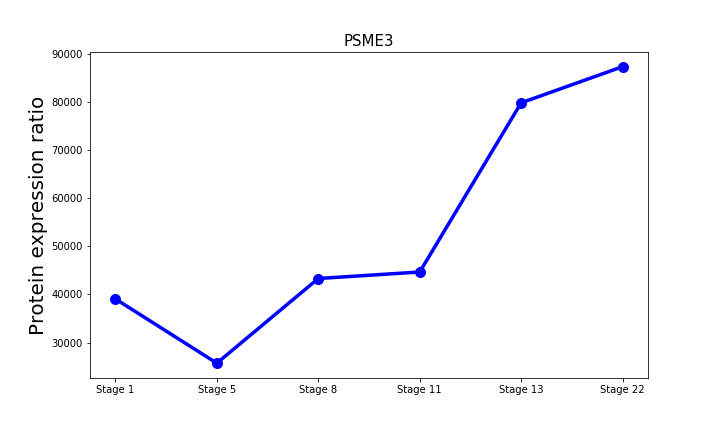 PSME3
Protein expression ratio
90000
80000
70000
60000
50000
40000
30000
Stage 1 Stage 5 Stage 8 Stage 11 Stage 13 Stage 22